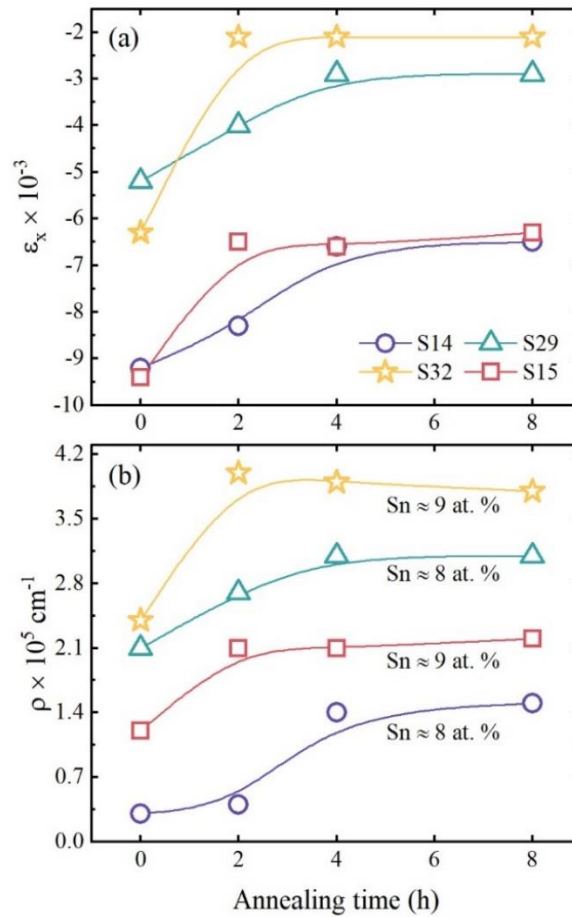 (a)
εₓ × 10⁻³
-2
-3
-4
-5
-6
-7
-8
-9
-10
S14 S29
S32 S15
0 2 4 6 8
(b)
ρ × 10⁵ cm⁻¹
4.2
3.5
2.8
2.1
1.4
0.7
0.0
Sn ≈ 9 at. %
Sn ≈ 8 at. %
Sn ≈ 9 at. %
Sn ≈ 8 at. %
0 2 4 6 8
Annealing time (h)